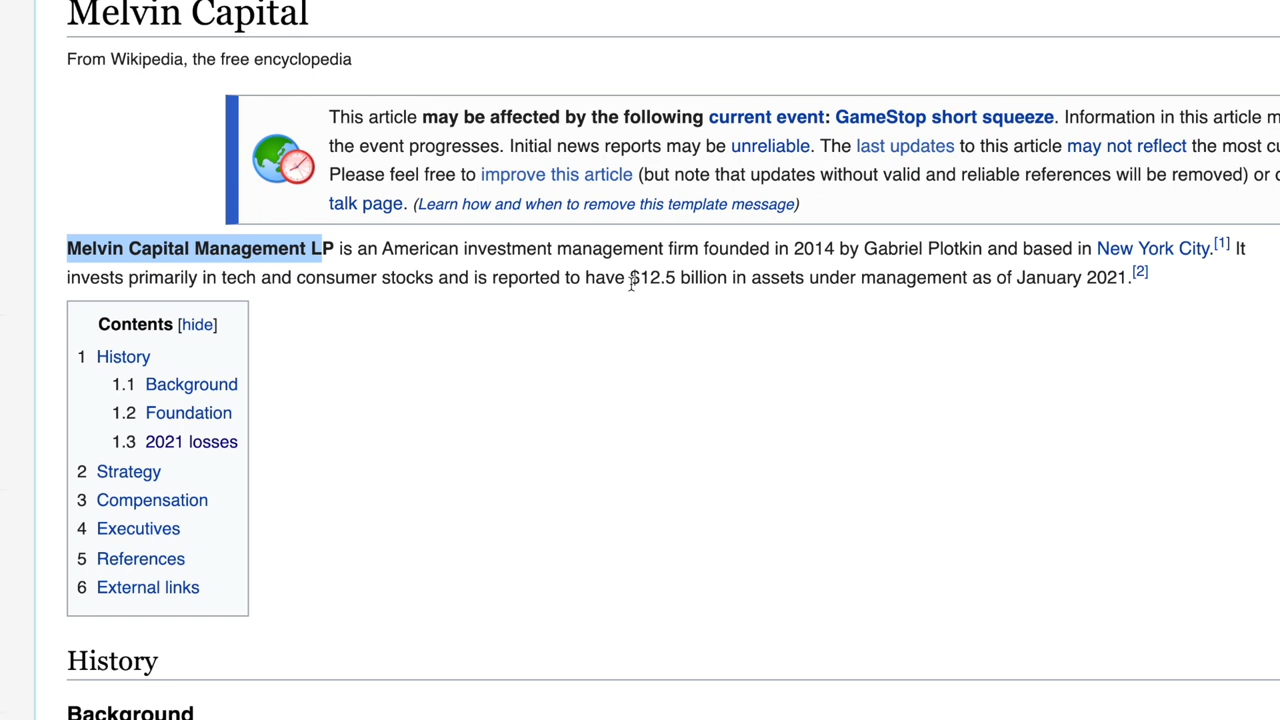 Melvin Capital
From Wikipedia, the free encyclopedia
This article may be affected by the following current event: GameStop short squeeze. Information in this article
the event progresses. Initial news reports may be unreliable. The last updates to this article may not reflect the most
Please feel free to improve this article (but note that updates without valid and reliable references will be removed) or
talk page. (Learn how and when to remove this template message)
Melvin Capital Management LP is an American investment management firm founded in 2014 by Gabriel Plotkin and based in New York City.[1] It
invests primarily in tech and consumer stocks and is reported to have $12.5 billion in assets under management as of January 2021.[2]
Contents [hide]
1 History
1.1 Background
1.2 Foundation
1.3 2021 losses
2 Strategy
3 Compensation
4 Executives
5 References
6 External links
History
Background